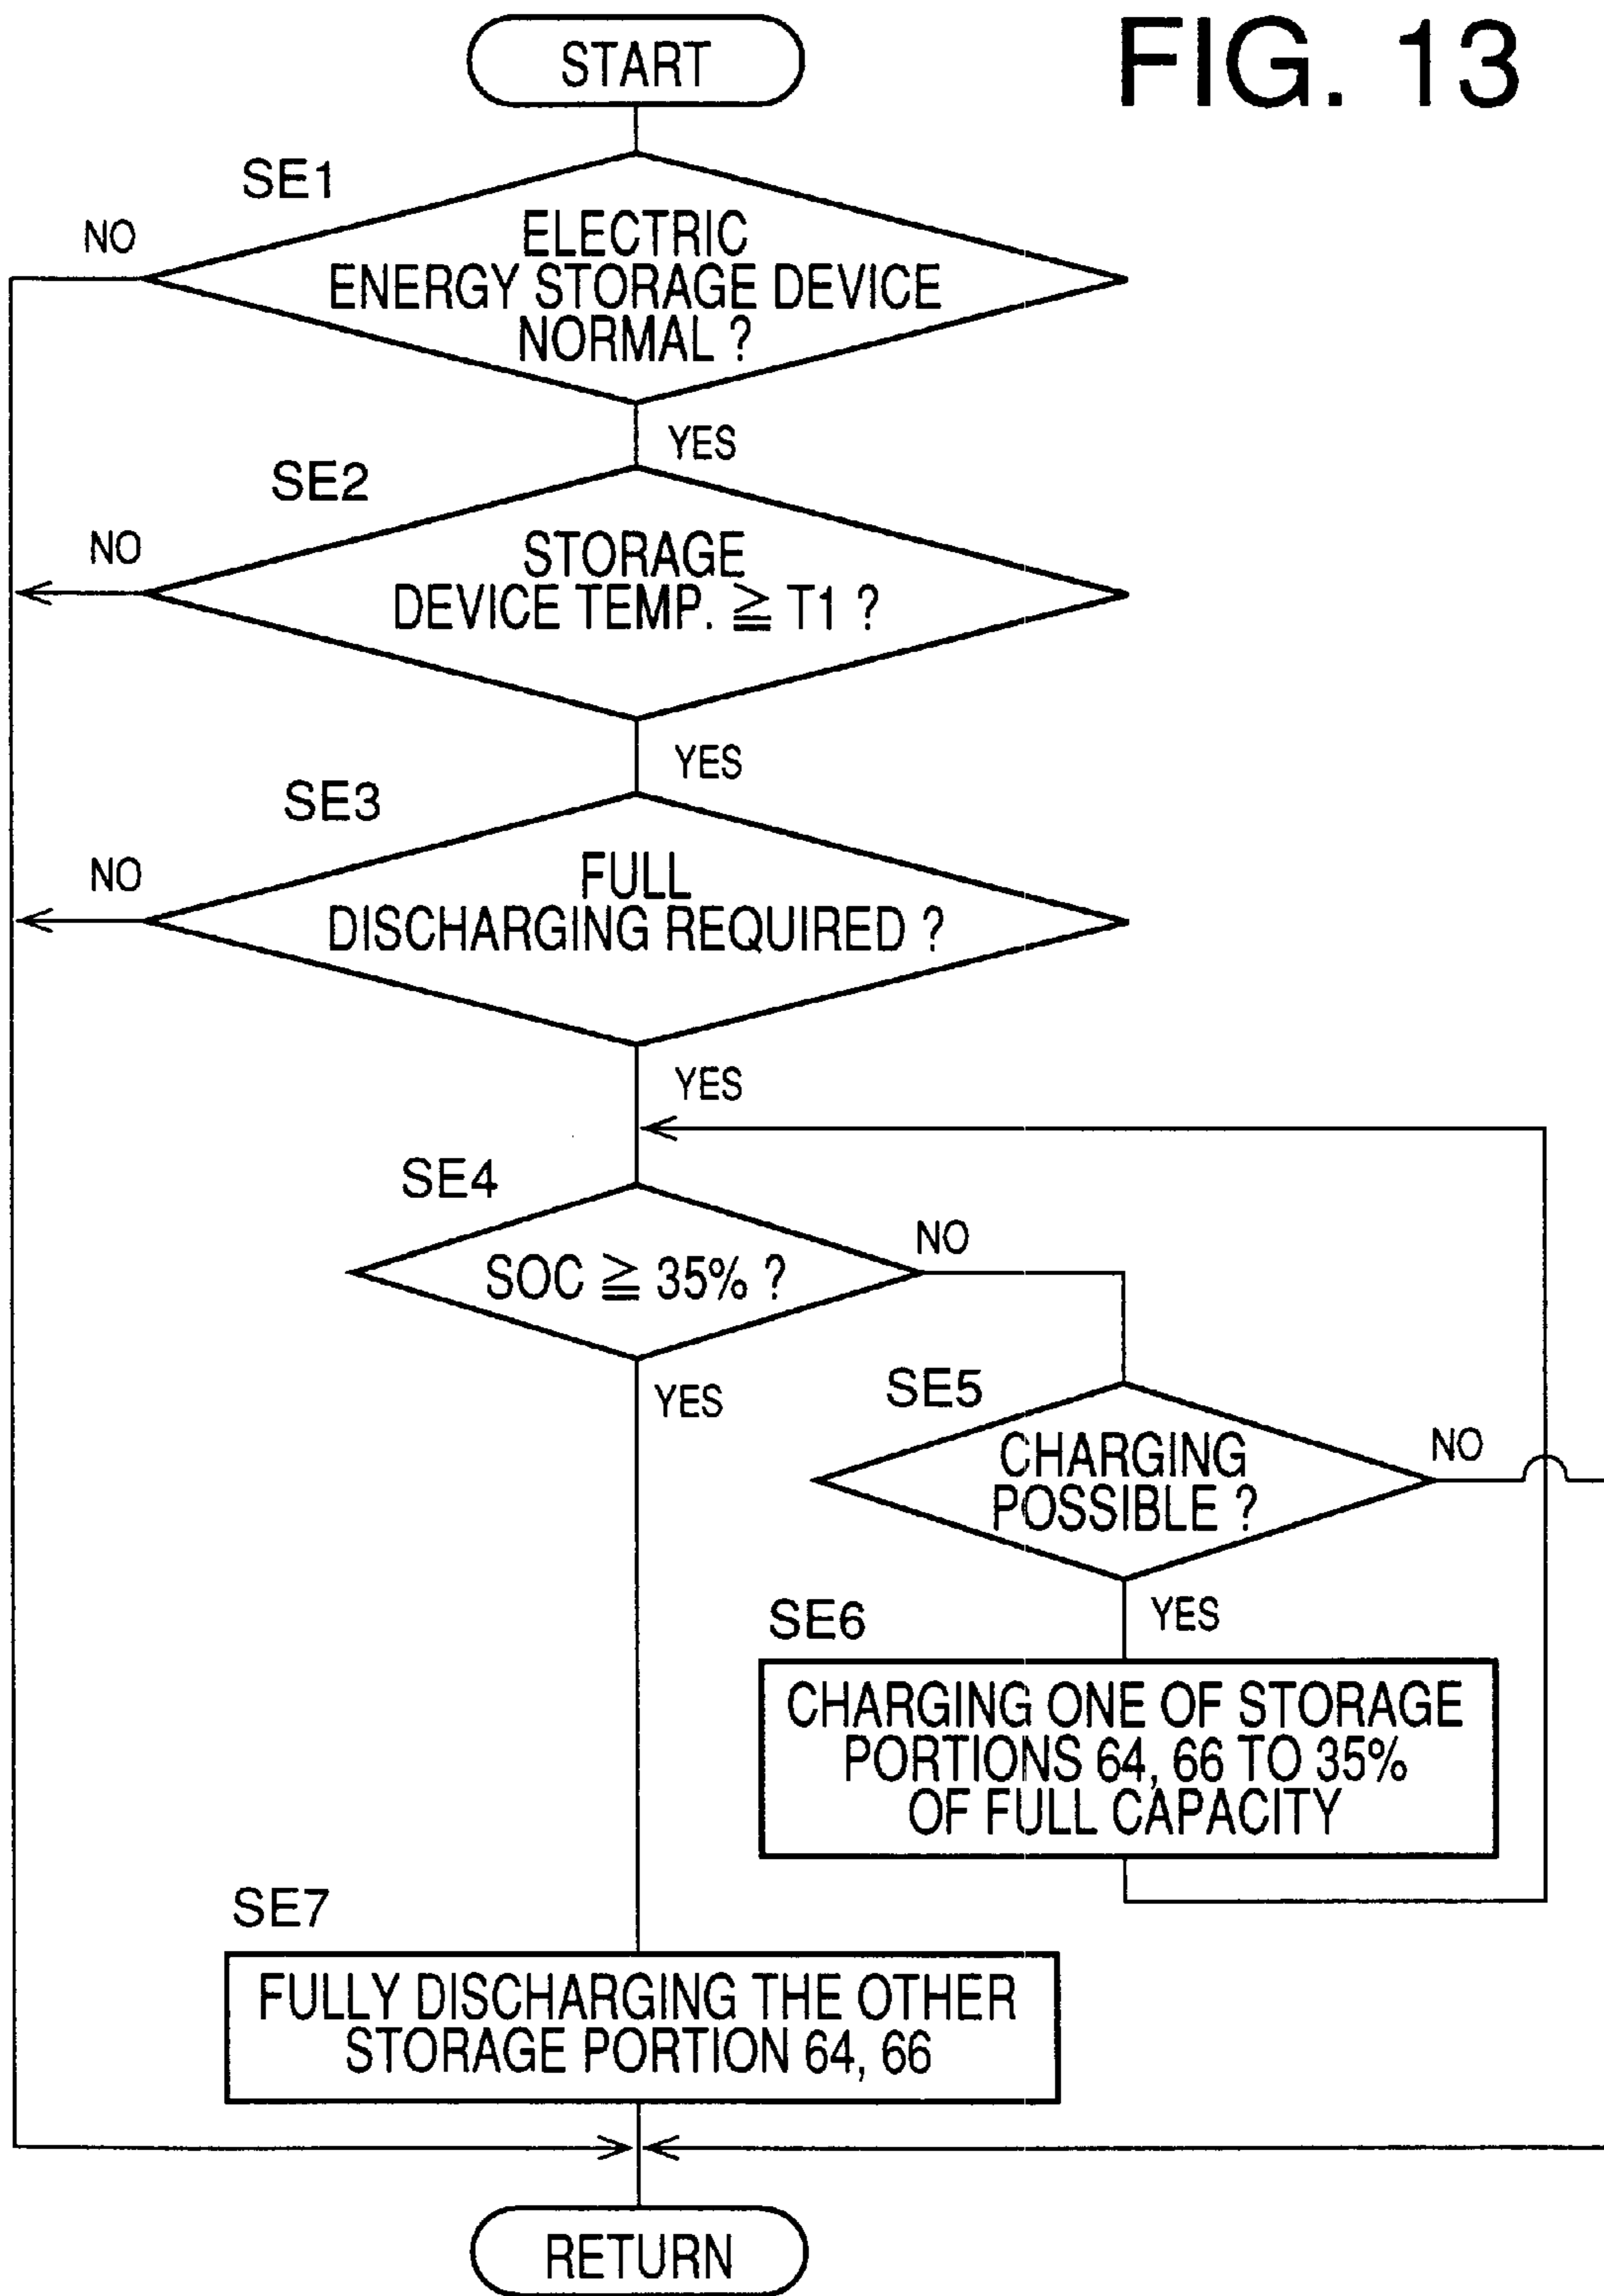 FIG. 13
START
SE1
NO
ELECTRIC
ENERGY STORAGE DEVICE
NORMAL ?
YES
SE2
NO
STORAGE
DEVICE TEMP. ≧ T1 ?
YES
SE3
NO
FULL
DISCHARGING REQUIRED ?
YES
SE4
NO
SOC ≧ 35% ?
YES
SE5
NO
CHARGING
POSSIBLE ?
YES
SE6
CHARGING ONE OF STORAGE
PORTIONS 64, 66 TO 35%
OF FULL CAPACITY
SE7
FULLY DISCHARGING THE OTHER
STORAGE PORTION 64, 66
RETURN